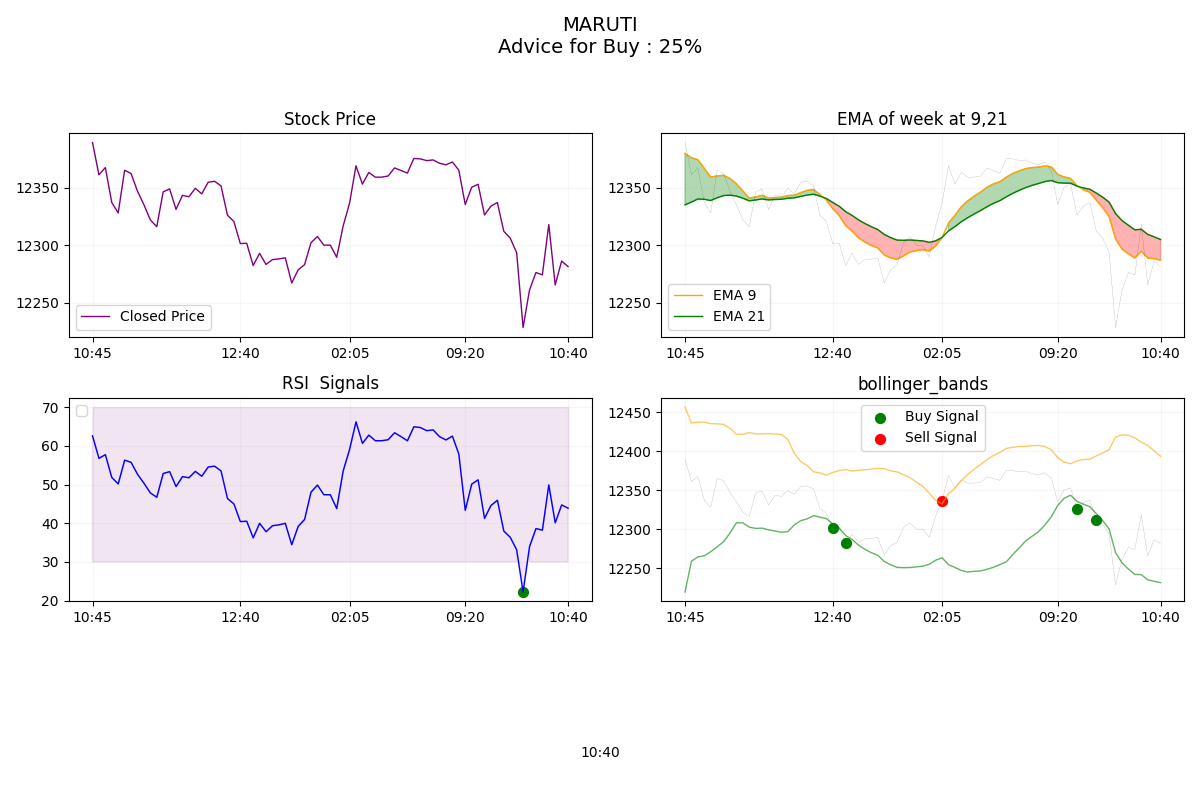 MARUTI
Advice for Buy : 25%
Stock Price
12350
12300
12250
Closed Price
10:45 12:40 02:05 09:20 10:40
EMA of week at 9,21
12350
12300
12250
EMA 9
EMA 21
10:45 12:40 02:05 09:20 10:40
RSI  Signals
70
60
50
40
30
20
10:45 12:40 02:05 09:20 10:40
bollinger_bands
12450
12400
12350
12300
12250
Buy Signal
Sell Signal
10:45 12:40 02:05 09:20 10:40
10:40